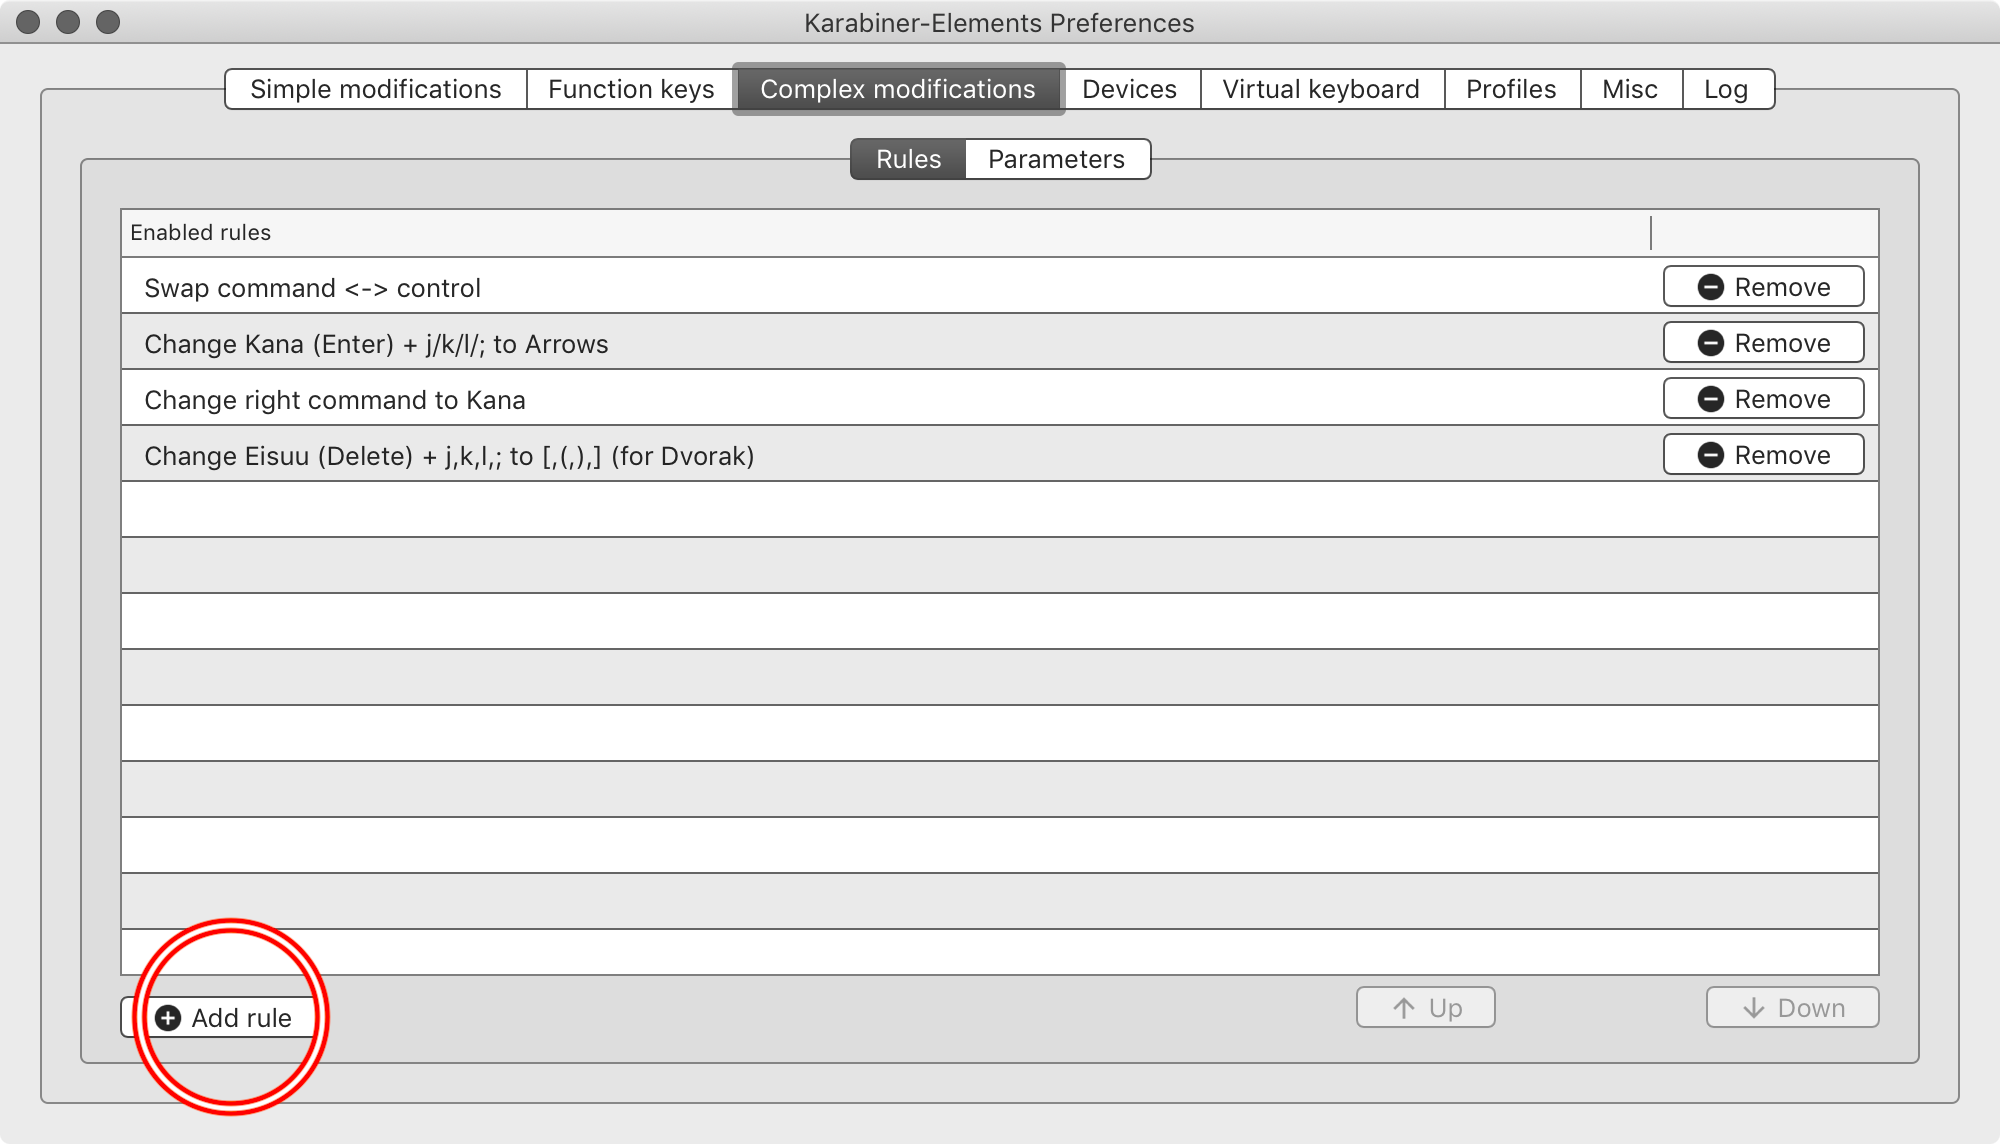 Karabiner-Elements Preferences
Simple modifications Function keys Complex modifications Devices Virtual keyboard Profiles Misc Log
Rules Parameters
Enabled rules
Swap command <-> control Remove
Change Kana (Enter) + j/k/l/; to Arrows Remove
Change right command to Kana Remove
Change Eisuu (Delete) + j,k,l,; to [,(,),] (for Dvorak) Remove
Add rule Up Down